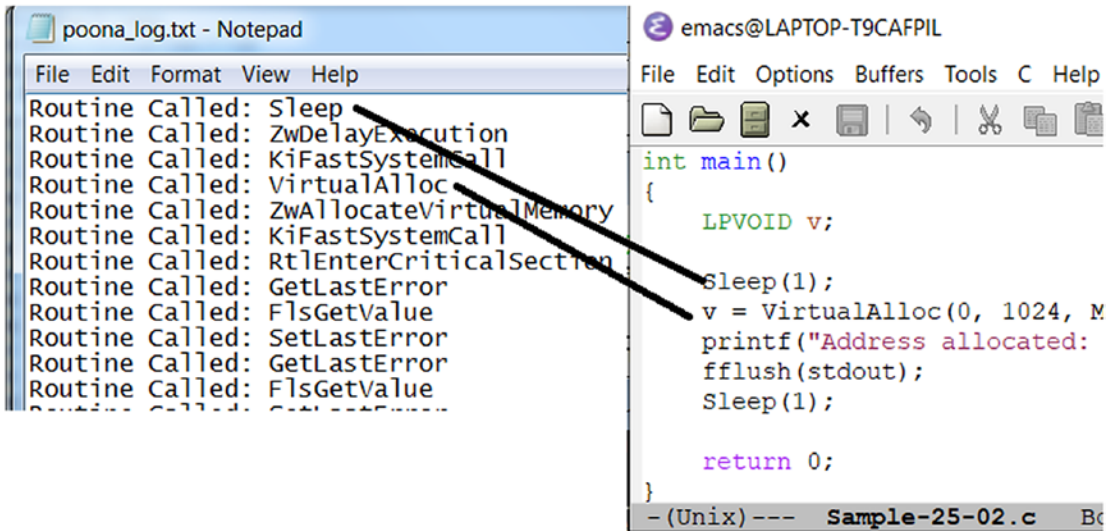 poona_log.txt - Notepad
File Edit Format View Help
Routine Called: Sleep
Routine Called: ZwDelayExecution
Routine Called: KiFastSystemCall
Routine Called: VirtualAlloc
Routine Called: ZwAllocateVirtualMemory
Routine Called: KiFastSystemCall
Routine Called: RtlEnterCriticalSection
Routine Called: GetLastError
Routine Called: FlsGetValue
Routine Called: SetLastError
Routine Called: GetLastError
Routine Called: FlsGetValue
Routine Called: SetLastError
emacs@LAPTOP-T9CAFPIL
File Edit Options Buffers Tools C Help
int main()
{
LPVOID v;
Sleep(1);
v = VirtualAlloc(0, 1024, M
printf("Address allocated:
fflush(stdout);
Sleep(1);
return 0;
}
-(Unix)--- Sample-25-02.c